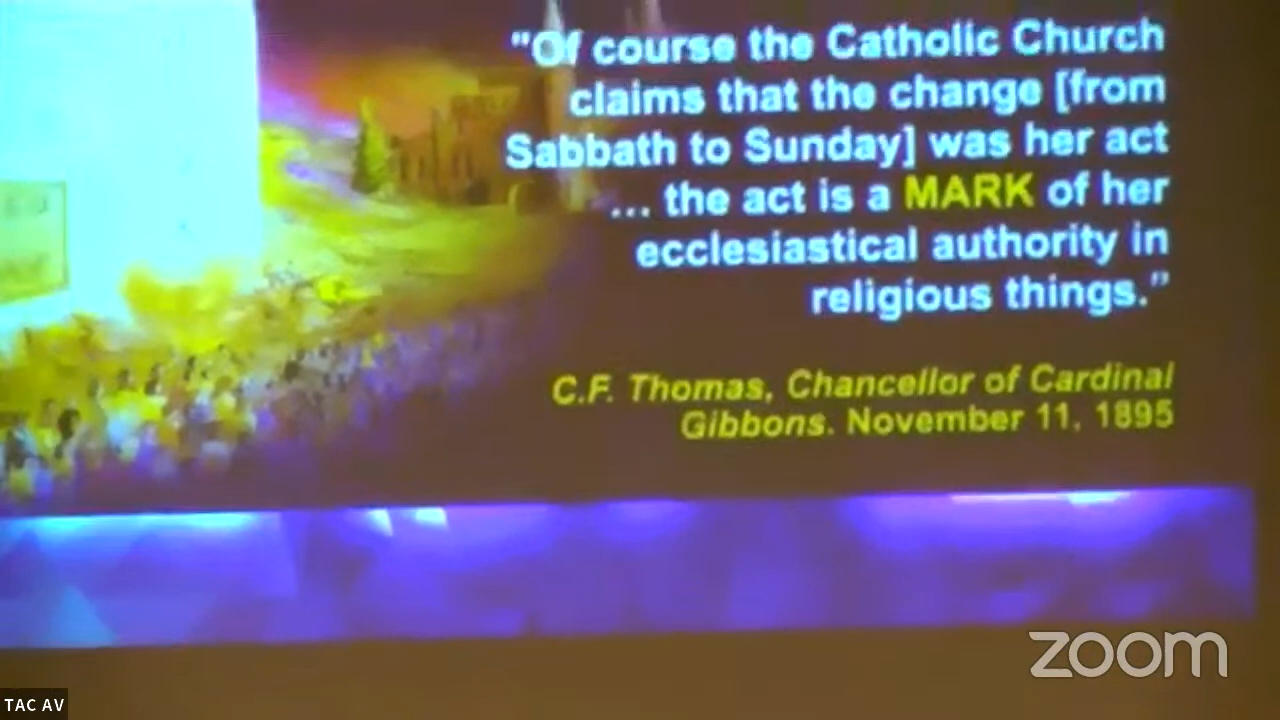 "Of course the Catholic Church
claims that the change [from
Sabbath to Sunday] was her act
... the act is a MARK of her
ecclesiastical authority in
religious things."
C.F. Thomas, Chancellor of Cardinal
Gibbons. November 11, 1895
zoom
TAC AV